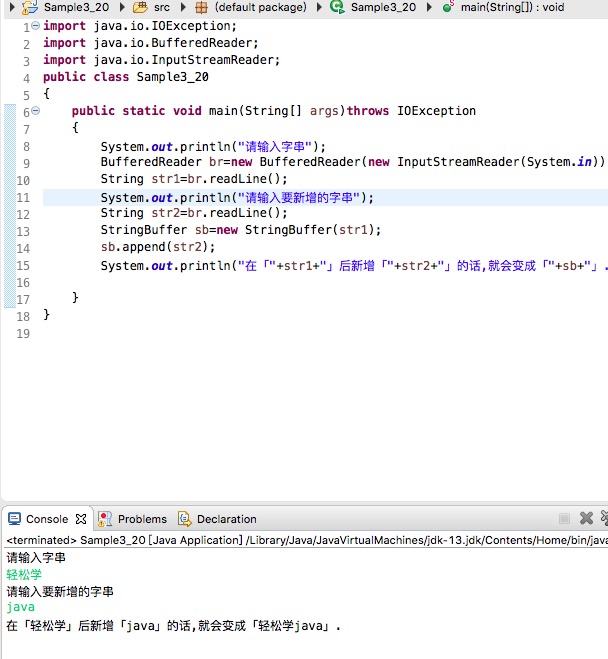 Sample3_20 src (default package) Sample3_20 main(String[]) : void
1 import java.io.IOException;
2 import java.io.BufferedReader;
3 import java.io.InputStreamReader;
4 public class Sample3_20
5 {
6 public static void main(String[] args)throws IOException
7 {
8 System.out.println("请输入字串");
9 BufferedReader br=new BufferedReader(new InputStreamReader(System.in))
10 String str1=br.readLine();
11 System.out.println("请输入要新增的字串");
12 String str2=br.readLine();
13 StringBuffer sb=new StringBuffer(str1);
14 sb.append(str2);
15 System.out.println("在「"+str1+"」后新增「"+str2+"」的话,就会变成「"+sb+"」.
16
17 }
18 }
19
Console Problems Declaration
<terminated> Sample3_20 [Java Application] /Library/Java/JavaVirtualMachines/jdk-13.jdk/Contents/Home/bin/java
请输入字串
轻松学
请输入要新增的字串
java
在「轻松学」后新增「java」的话,就会变成「轻松学java」.